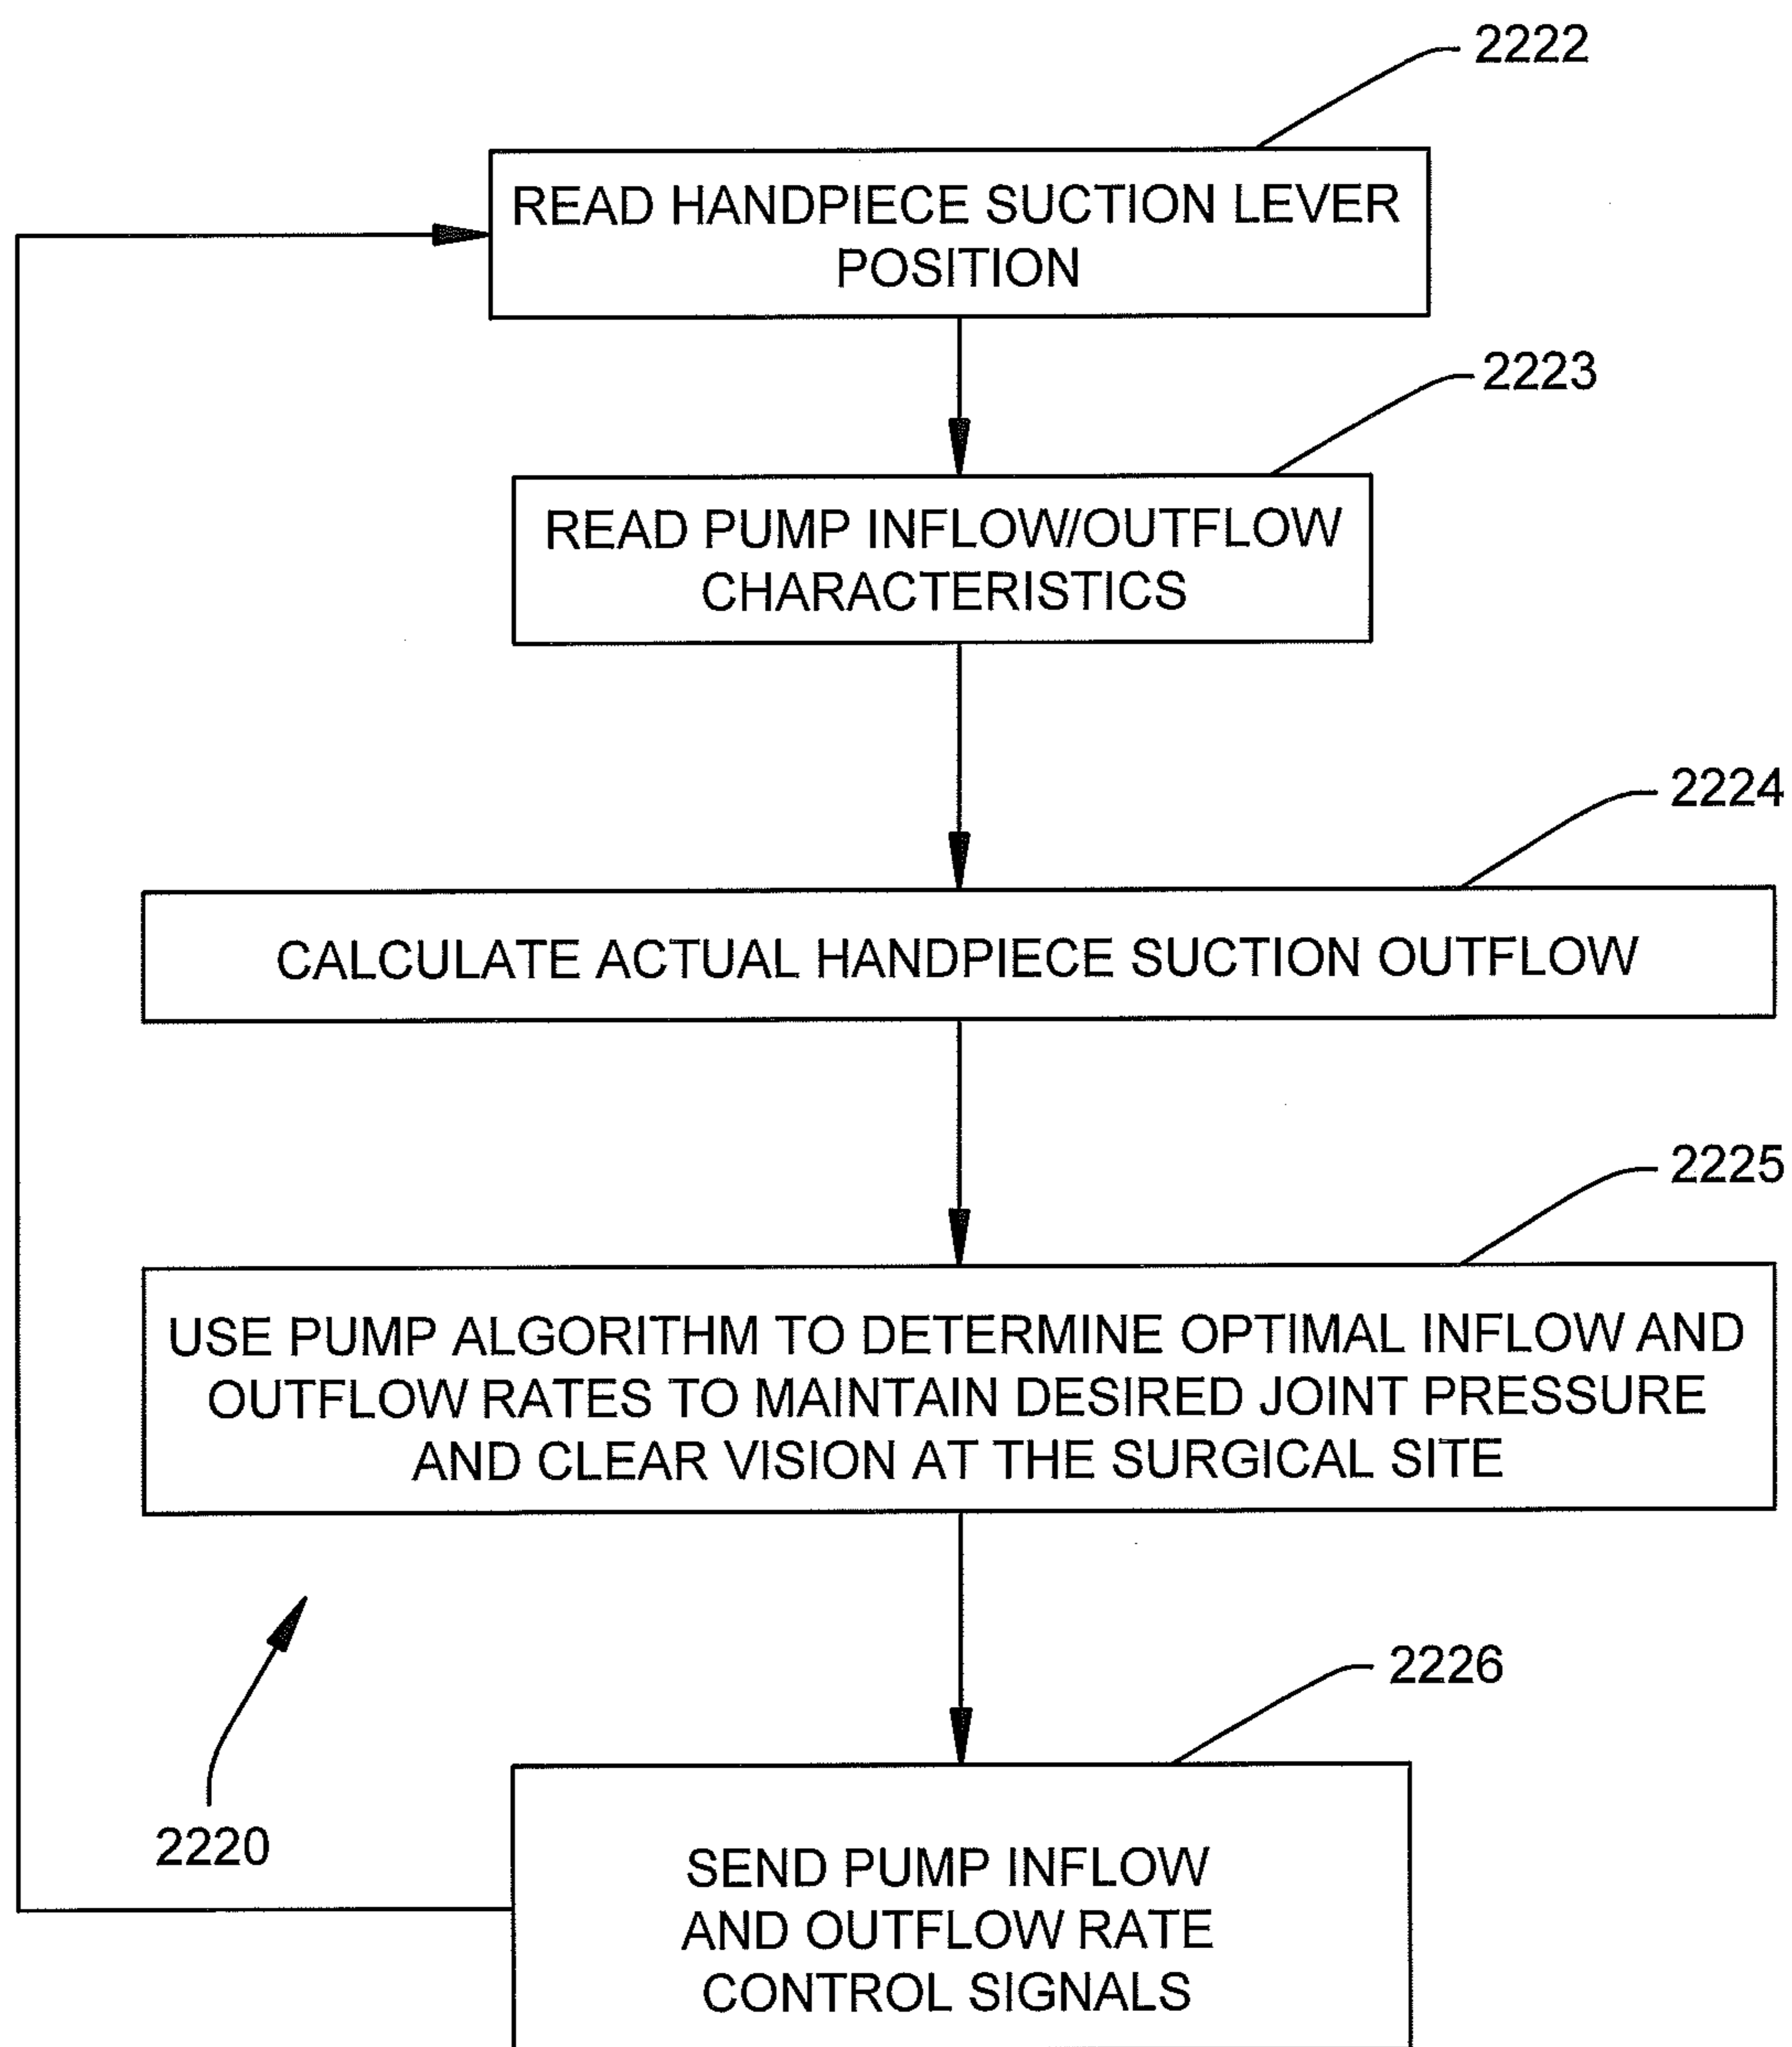 2222
READ HANDPIECE SUCTION LEVER
POSITION
2223
READ PUMP INFLOW/OUTFLOW
CHARACTERISTICS
2224
CALCULATE ACTUAL HANDPIECE SUCTION OUTFLOW
2225
USE PUMP ALGORITHM TO DETERMINE OPTIMAL INFLOW AND
OUTFLOW RATES TO MAINTAIN DESIRED JOINT PRESSURE
AND CLEAR VISION AT THE SURGICAL SITE
2226
2220
SEND PUMP INFLOW
AND OUTFLOW RATE
CONTROL SIGNALS